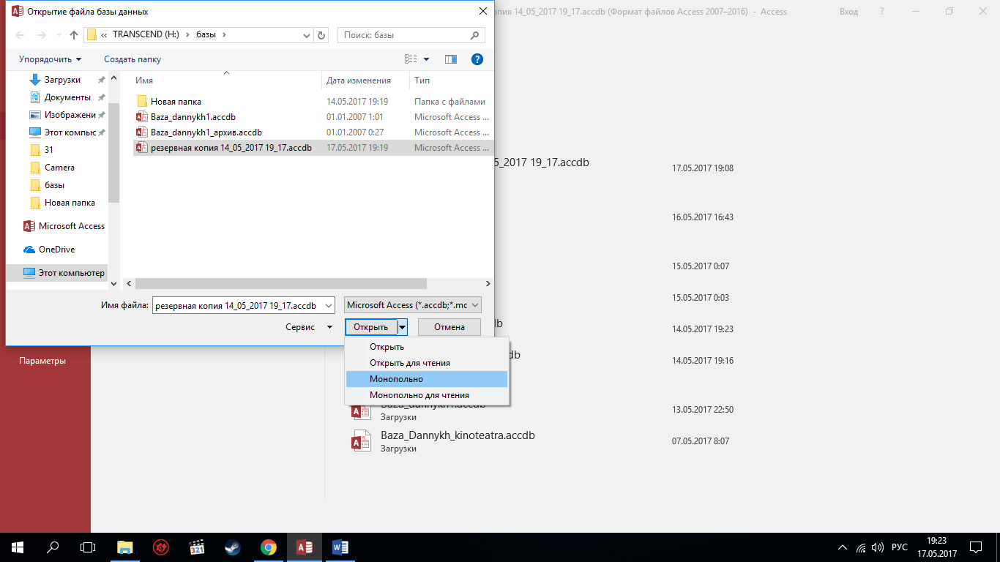 Открытие файла базы данных
опия 14_05_2017 19_17.accdb (Формат файлов Access 2007–2016) - Access
Вход
?
« TRANSCEND (H:) > базы >
Поиск: базы
Упорядочить
Создать папку
Загрузки
Документы
Изображени
Этот компьк
31
Camera
базы
Новая папка
Microsoft Access
OneDrive
Этот компьютер
Имя
Дата изменения
Тип
Новая папка
14.05.2017 19:19
Папка с файлами
Baza_dannykh1.accdb
01.01.2007 1:01
Microsoft Access ...
Baza_dannykh1_архив.accdb
01.01.2007 0:27
Microsoft Access ...
резервная копия 14_05_2017 19_17.accdb
17.05.2017 19:19
Microsoft Access ...
Имя файла:
резервная копия 14_05_2017 19_17.accdb
Microsoft Access (*.accdb;*.mc
Сервис
Открыть
Отмена
Открыть
Открыть для чтения
Монопольно
Монопольно для чтения
Параметры
5_2017 19_17.accdb
17.05.2017 19:08
16.05.2017 16:43
15.05.2017 0:07
15.05.2017 0:03
db
14.05.2017 19:23
db
14.05.2017 19:16
Baza_dannykh1.accdb
Загрузки
13.05.2017 22:50
Baza_Dannykh_kinoteatra.accdb
Загрузки
07.05.2017 8:07
321
РУС
19:23
17.05.2017